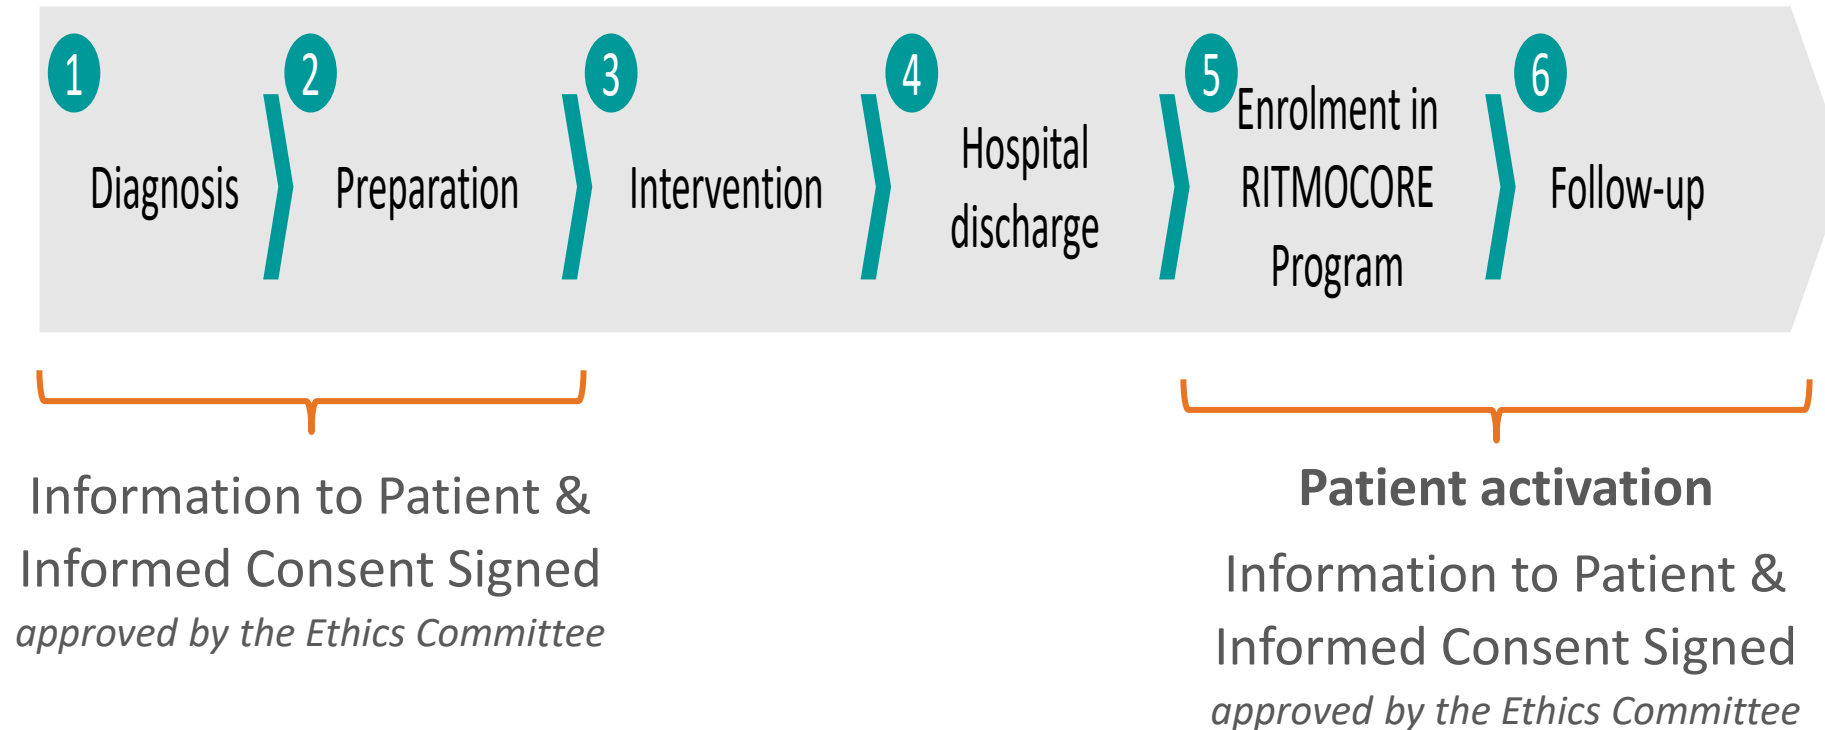 1
Diagnosis
2
Preparation
3
Intervention
4
Hospital
discharge
5
Enrolment in
RITMOCORE
Program
6
Follow-up
Information to Patient &
Informed Consent Signed
approved by the Ethics Committee
Patient activation
Information to Patient &
Informed Consent Signed
approved by the Ethics Committee